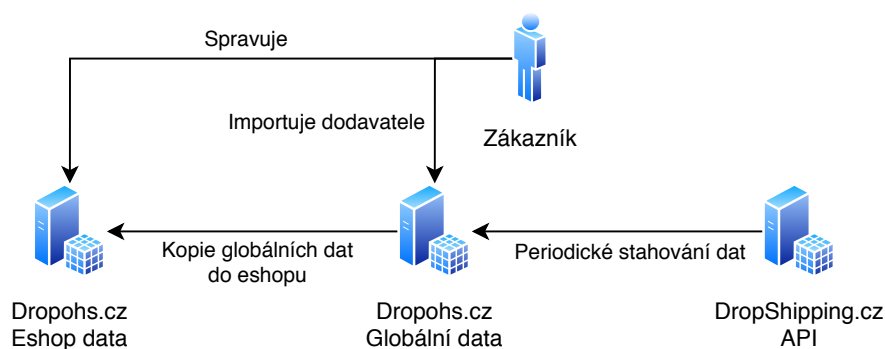 Spravuje
Importuje dodavatele
Zákazník
Kopie globálních dat
do eshopu
Periodické stahování dat
Dropohs.cz
Eshop data
Dropohs.cz
Globální data
DropShipping.cz
API